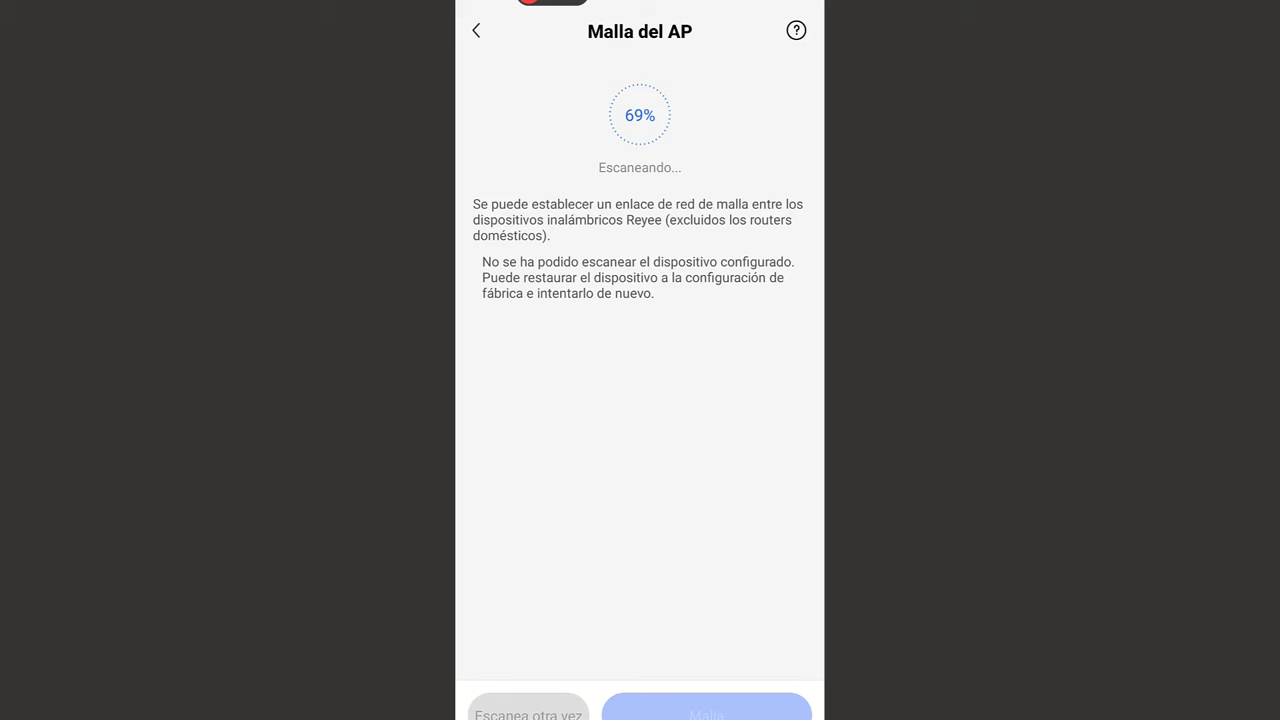 Malla del AP
69%
Escaneando...
Se puede establecer un enlace de red de malla entre los
dispositivos inalámbricos Reyee (excluidos los routers
domésticos).
No se ha podido escanear el dispositivo configurado.
Puede restaurar el dispositivo a la configuración de
fábrica e intentarlo de nuevo.
Escanea otra vez
Malla